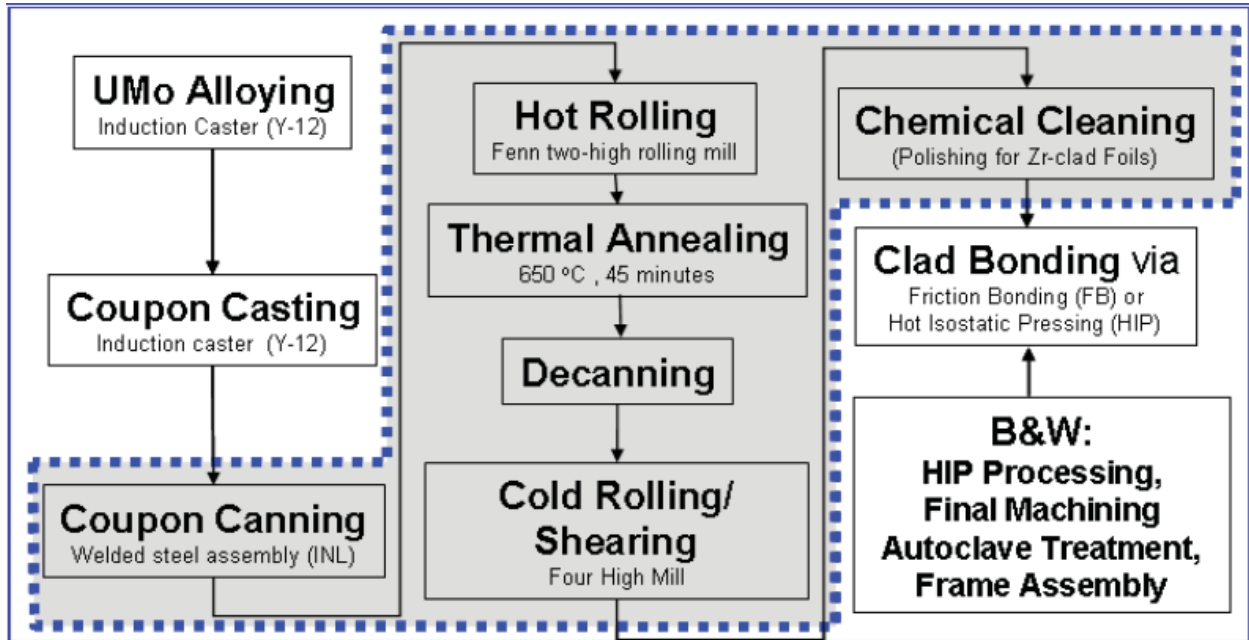 UMo Alloying
Induction Caster (Y-12)
Coupon Casting
Induction caster (Y-12)
Coupon Canning
Welded steel assembly (INL)
Hot Rolling
Fenn two-high rolling mill
Thermal Annealing
650 ºC , 45 minutes
Decanning
Cold Rolling/
Shearing
Four High Mill
Chemical Cleaning
(Polishing for Zr-clad Foils)
Clad Bonding via
Friction Bonding (FB) or
Hot Isostatic Pressing (HIP)
B&W:
HIP Processing,
Final Machining
Autoclave Treatment,
Frame Assembly